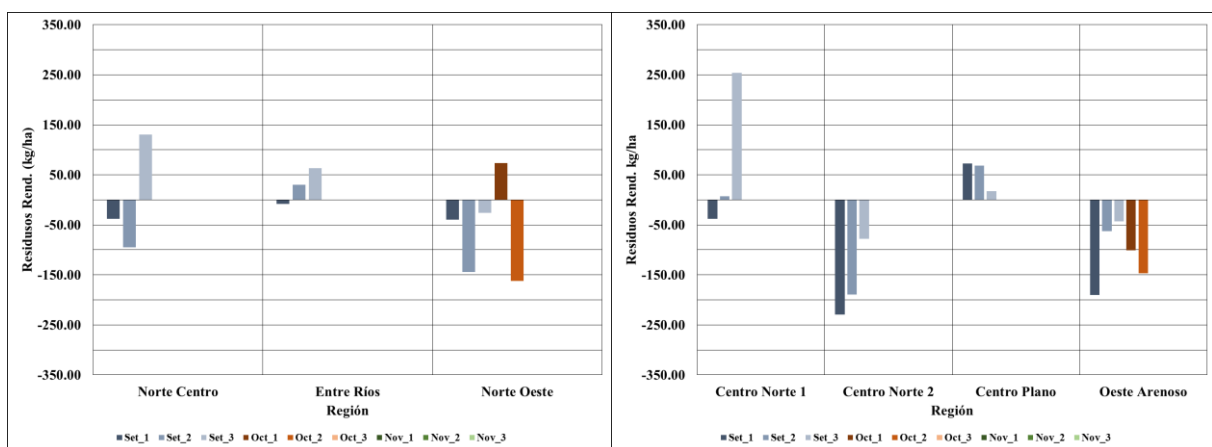 350.00
250.00
150.00
50.00
-50.00
-150.00
-250.00
-350.00
Residusos Rend. (kg/ha)
Norte Centro Entre Ríos Norte Oeste
Región
Set_1 Set_2 Set_3 Oct_1 Oct_2 Oct_3 Nov_1 Nov_2 Nov_3
350.00
250.00
150.00
50.00
-50.00
-150.00
-250.00
-350.00
Residuos Rend. kg/ha
Centro Norte 1 Centro Norte 2 Centro Plano Oeste Arenoso
Región
Set_1 Set_2 Set_3 Oct_1 Oct_2 Oct_3 Nov_1 Nov_2 Nov_3